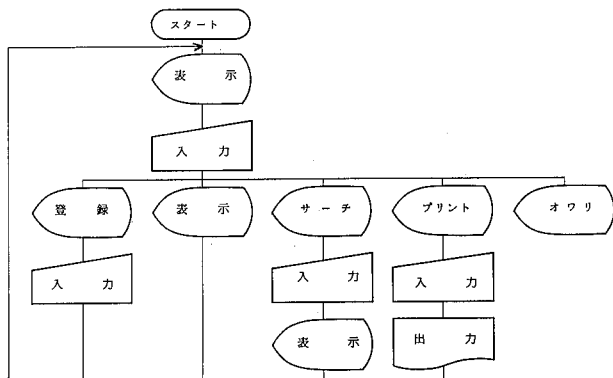 スタート
表 示
入 力
登 録
表 示
サーチ
プリント
オワリ
入 力
入 力
入 力
表 示
出 力